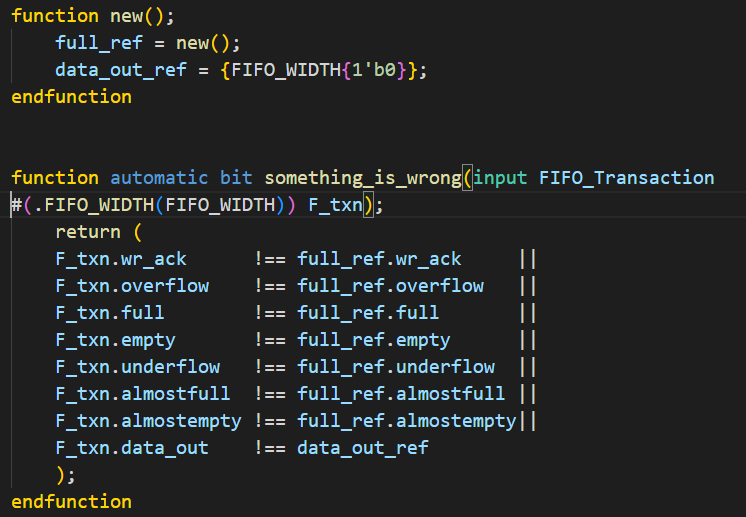 function new();
    full_ref = new();
    data_out_ref = {FIFO_WIDTH{1'b0}};
endfunction
function automatic bit something_is_wrong(input FIFO_Transaction
#(.FIFO_WIDTH(FIFO_WIDTH)) F_txn);
    return (
    F_txn.wr_ack      !== full_ref.wr_ack     ||
    F_txn.overflow    !== full_ref.overflow   ||
    F_txn.full        !== full_ref.full       ||
    F_txn.empty       !== full_ref.empty      ||
    F_txn.underflow   !== full_ref.underflow  ||
    F_txn.almostfull  !== full_ref.almostfull ||
    F_txn.almostempty !== full_ref.almostempty||
    F_txn.data_out    !== data_out_ref
    );
endfunction